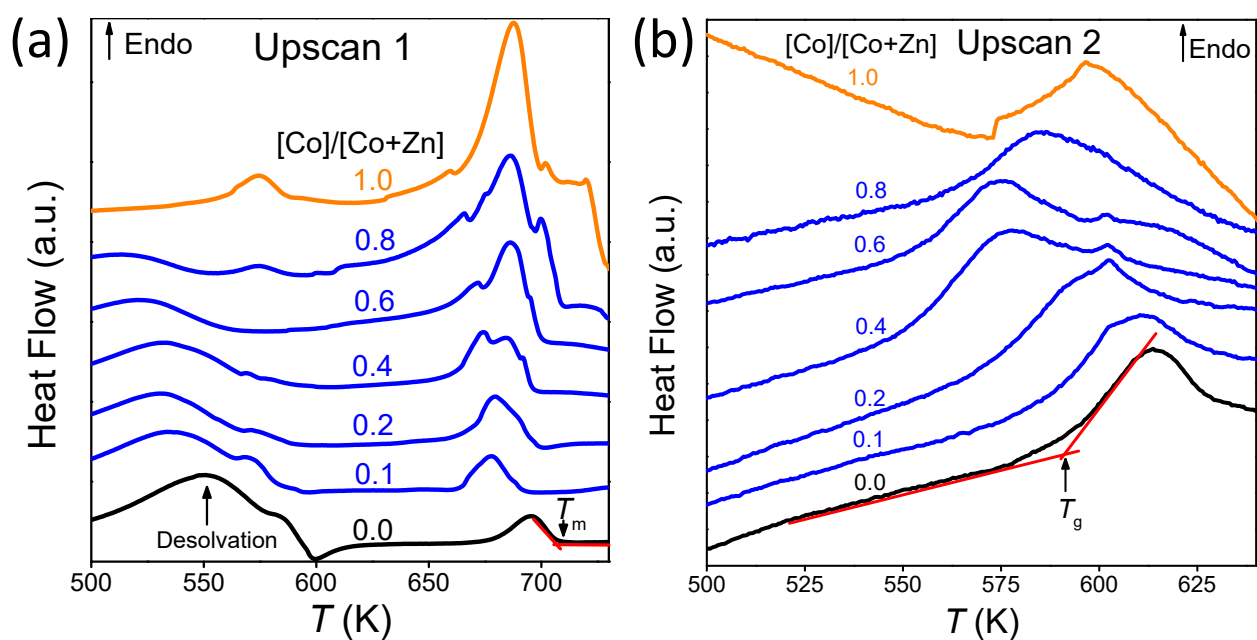 (a)
↑ Endo
Upscan 1
[Co]/[Co+Zn]
1.0
0.8
0.6
0.4
0.2
0.1
0.0
Desolvation
Tm
Heat Flow (a.u.)
500 550 600 650 700
T (K)
(b)
[Co]/[Co+Zn]
Upscan 2
↑Endo
1.0
0.8
0.6
0.4
0.2
0.1
0.0
Tg
Heat Flow (a.u.)
500 525 550 575 600 625
T (K)